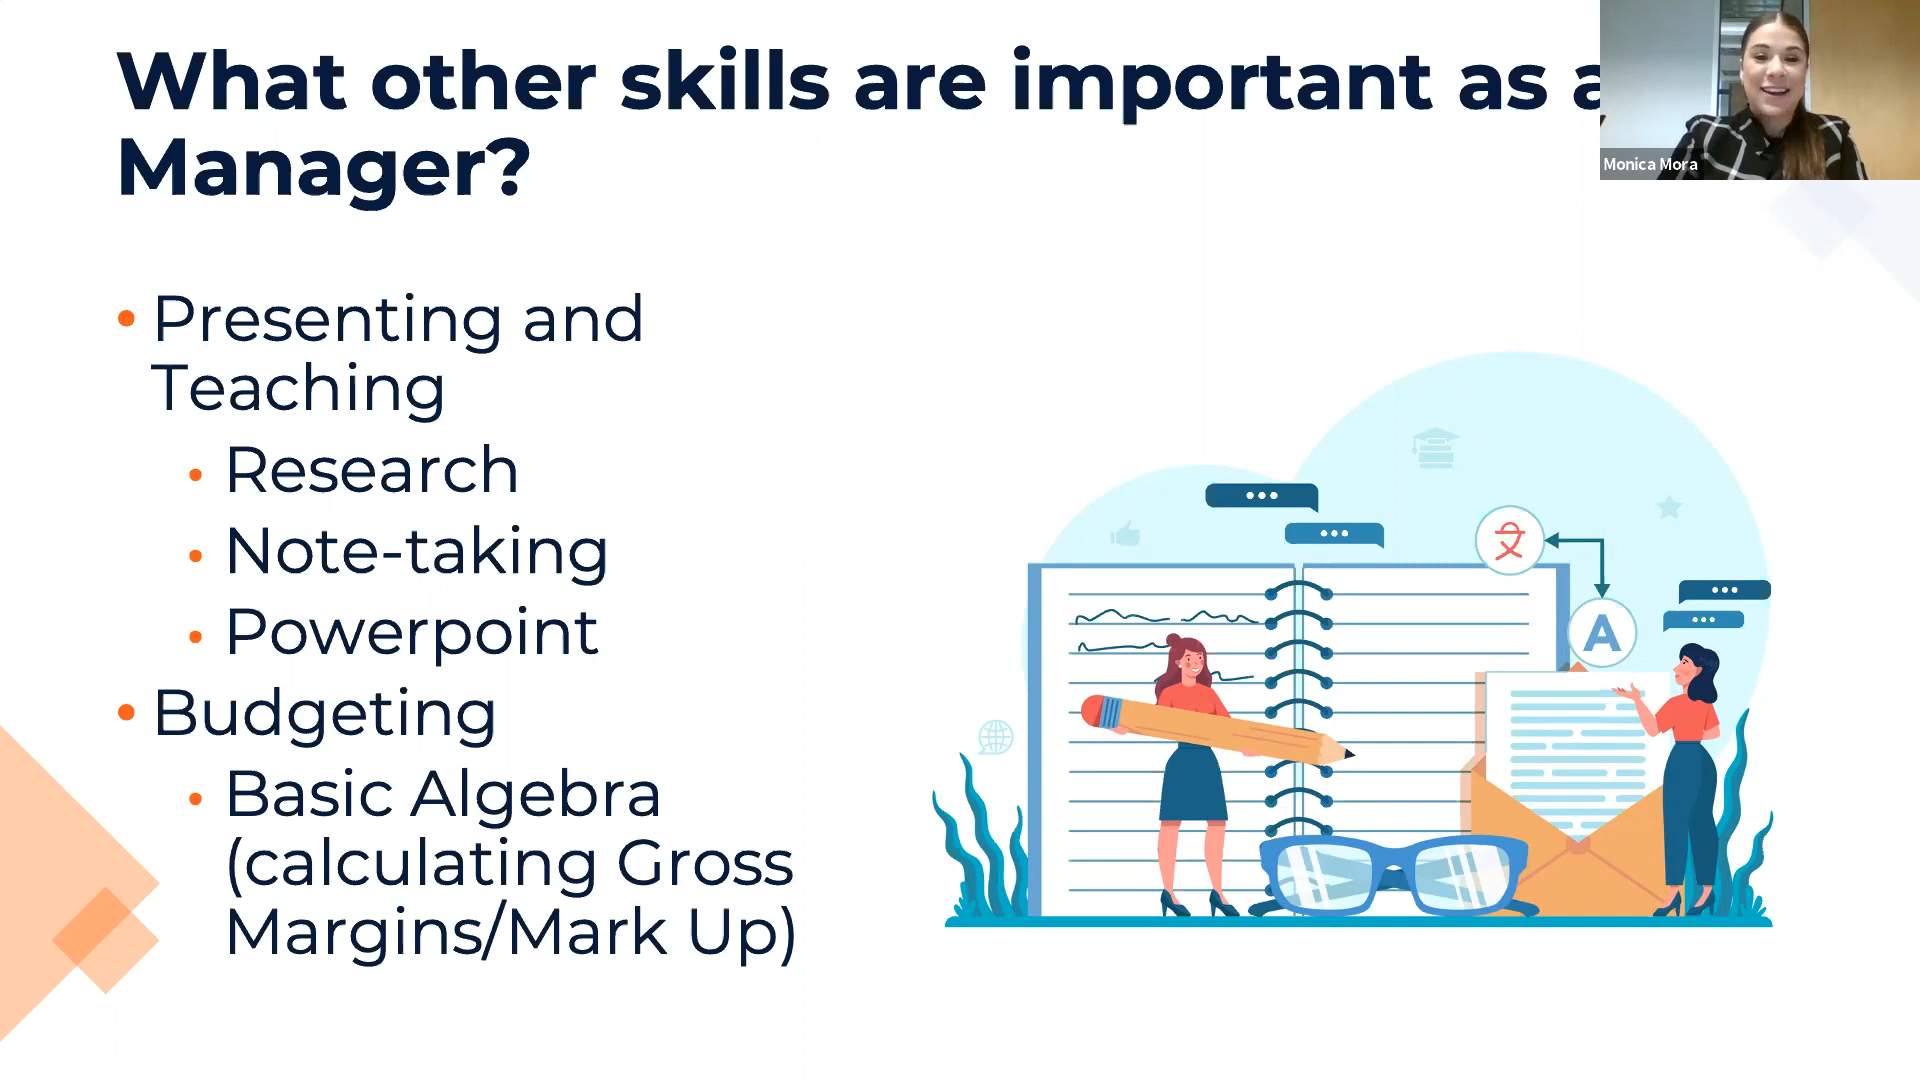 What other skills are important as a
Manager?
Monica Mora
• Presenting and
Teaching
• Research
• Note-taking
• Powerpoint
• Budgeting
• Basic Algebra
(calculating Gross
Margins/Mark Up)
文
A